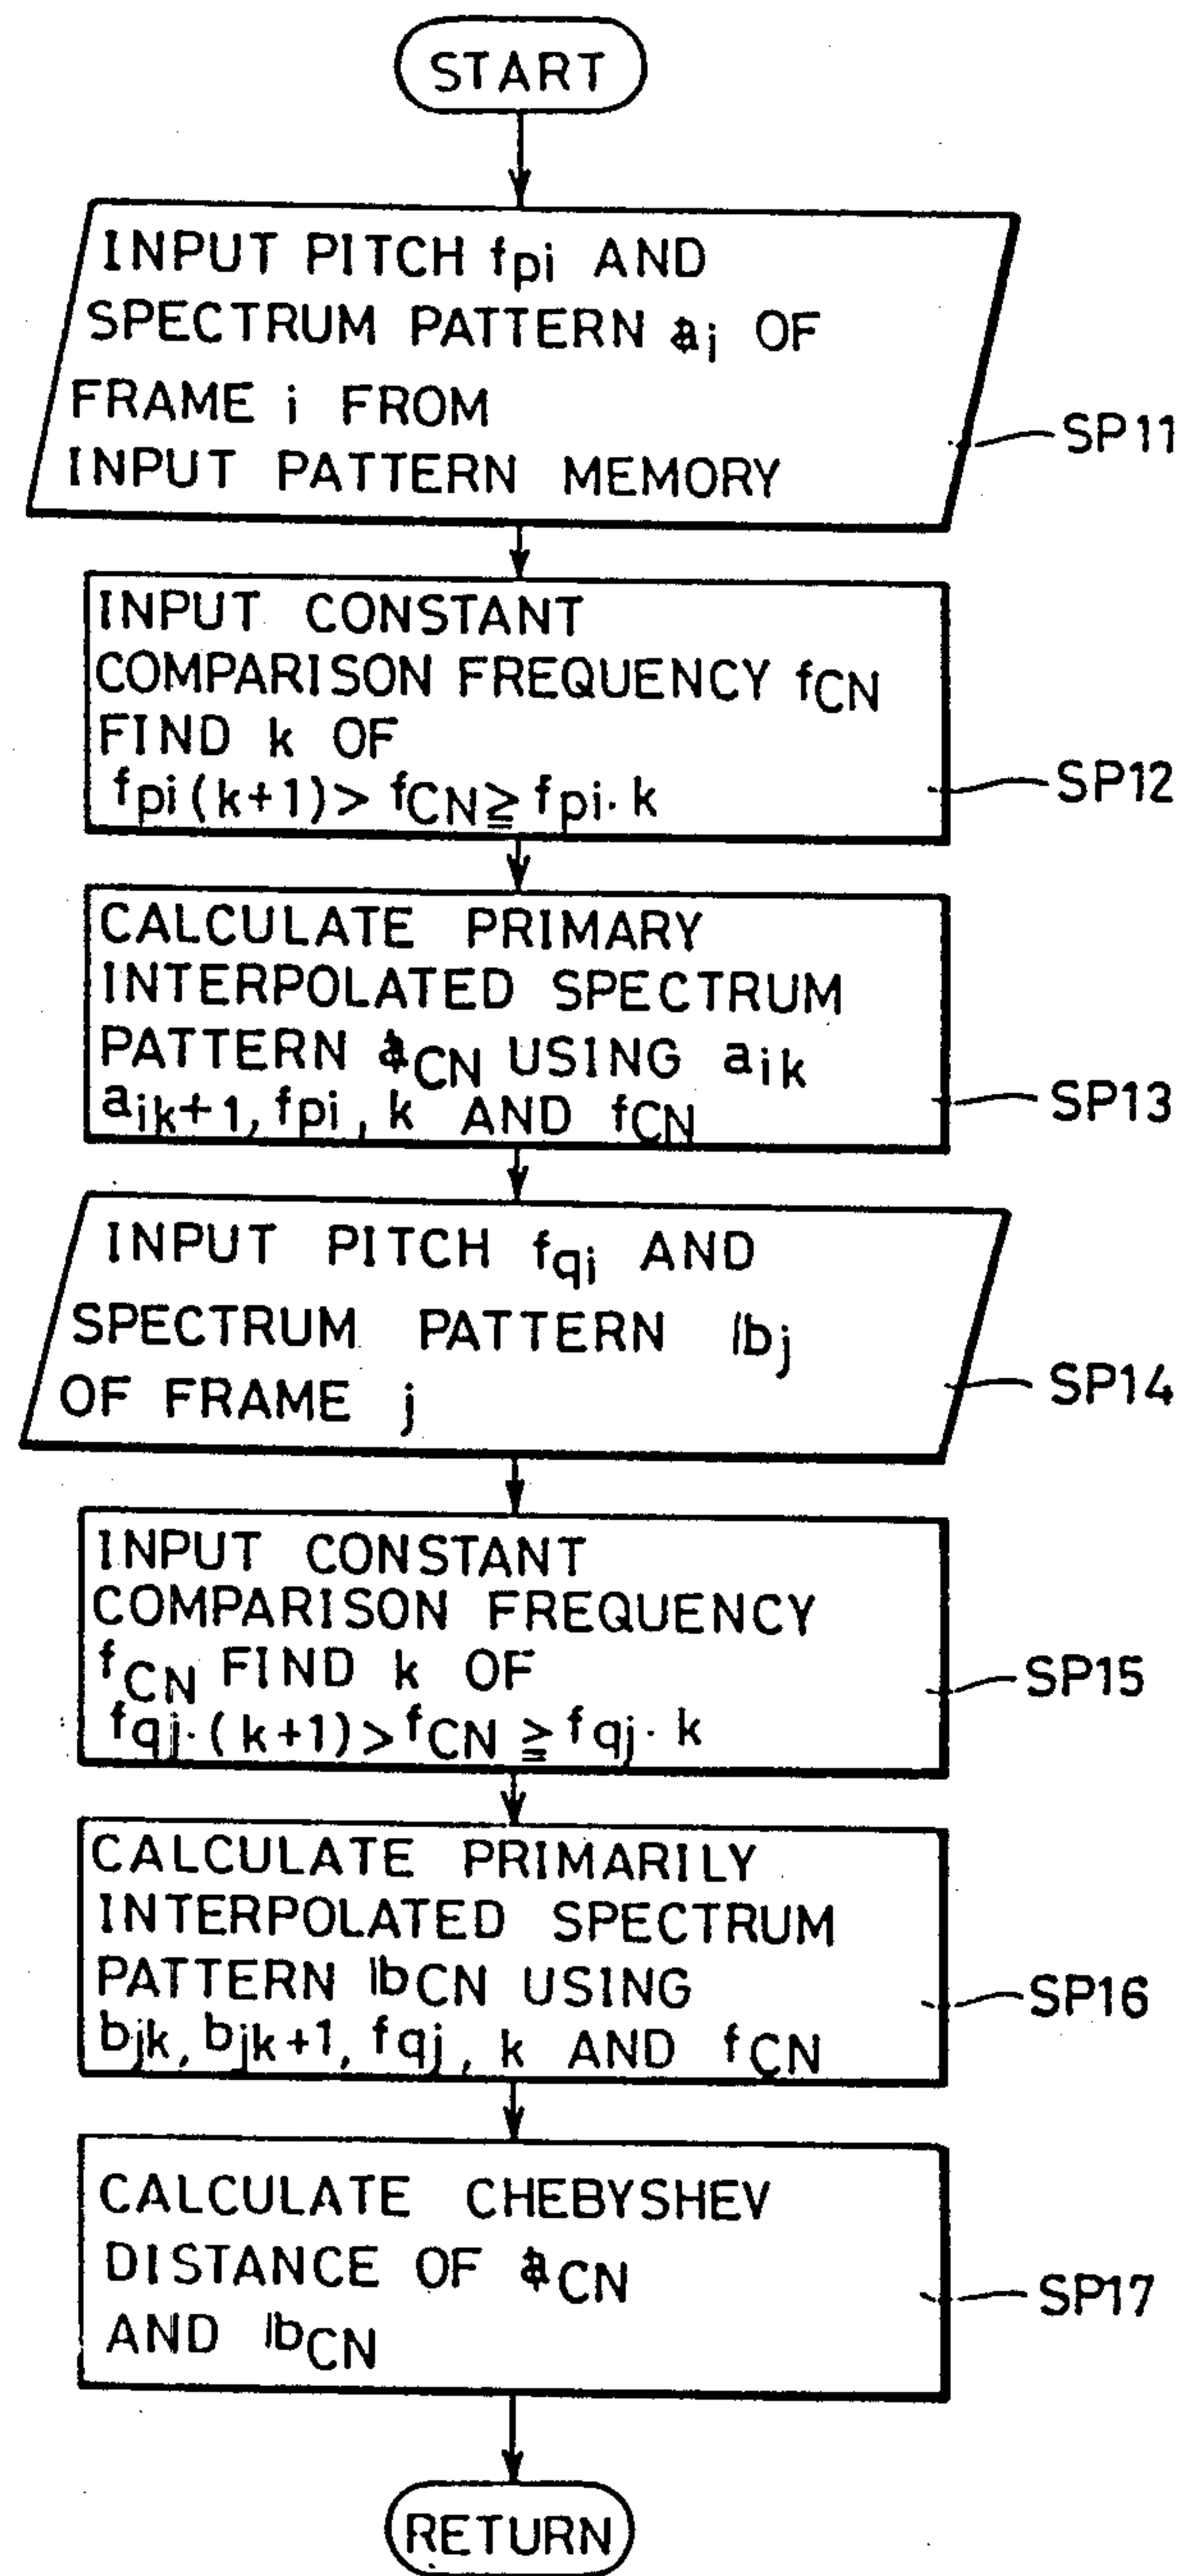 START
INPUT PITCH fpi AND
SPECTRUM PATTERN 𝕒i OF
FRAME i FROM
INPUT PATTERN MEMORY
SP11
INPUT CONSTANT
COMPARISON FREQUENCY fCN
FIND k OF
fpi(k+1)> fCN≧fpi·k
SP12
CALCULATE PRIMARY
INTERPOLATED SPECTRUM
PATTERN 𝕒CN USING aik
aik+1, fpi, k AND fCN
SP13
INPUT PITCH fqi AND
SPECTRUM PATTERN 𝕓j
OF FRAME j
SP14
INPUT CONSTANT
COMPARISON FREQUENCY
fCN FIND k OF
fqj·(k+1)>fCN≧fqj·k
SP15
CALCULATE PRIMARILY
INTERPOLATED SPECTRUM
PATTERN 𝕓CN USING
bjk, bjk+1, fqj, k AND fCN
SP16
CALCULATE CHEBYSHEV
DISTANCE OF 𝕒CN
AND 𝕓CN
SP17
RETURN